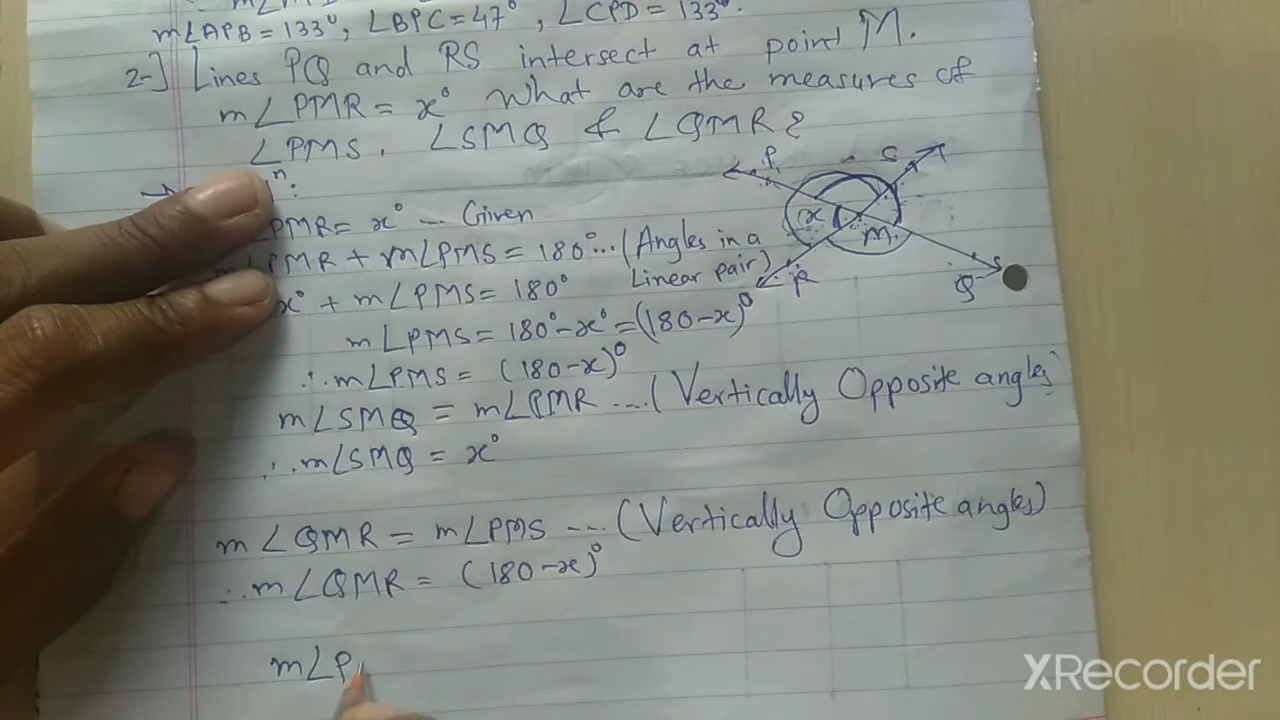 m∠APB = 133°, ∠BPC = 47°, ∠CPD = 133°.
2-] Lines PQ and RS intersect at point M.
m∠PMR = x° What are the measures of
∠PMS, ∠SMQ & ∠QMR?
n:
∠PMR = x° --- Given
∠PMR + m∠PMS = 180° ... (Angles in a
Linear pair)
x° + m∠PMS = 180°
m∠PMS = 180° - x° = (180 - x)°
∴ m∠PMS = (180 - x)°
m∠SMQ = m∠PMR ... (Vertically Opposite angles)
∴ m∠SMQ = x°
m∠QMR = m∠PMS ... (Vertically Opposite angles)
∴ m∠QMR = (180 - x)°
m∠P
P
S
x
M
R
Q
XRecorder